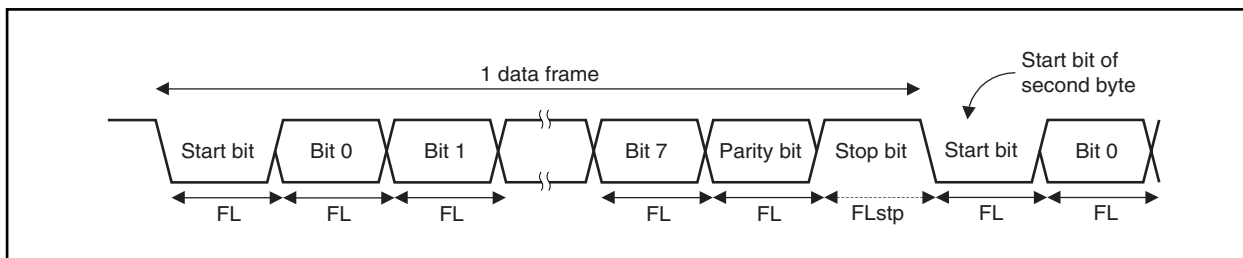 1 data frame
Start bit of
second byte
Start bit
Bit 0
Bit 1
Bit 7
Parity bit
Stop bit
Start bit
Bit 0
FL
FL
FL
FL
FL
FLstp
FL
FL